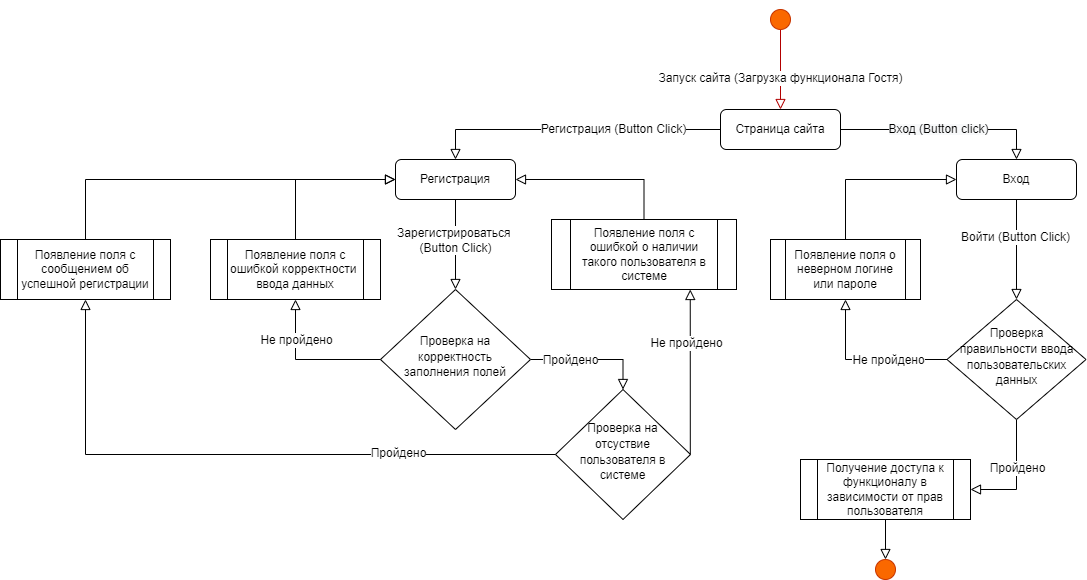 Запуск сайта (Загрузка функционала Гостя)
Страница сайта
Регистрация (Button Click)
Вход (Button click)
Регистрация
Вход
Зарегистрироваться
(Button Click)
Войти (Button Click)
Появление поля с
сообщением об
успешной регистрации
Появление поля с
ошибкой корректности
ввода данных
Появление поля с
ошибкой о наличии
такого пользователя в
системе
Появление поля о
неверном логине
или пароле
Не пройдено
Проверка на
корректность
заполнения полей
Пройдено
Не пройдено
Проверка
правильности ввода
пользовательских
данных
Не пройдено
Проверка на
отсуствие
пользователя в
системе
Пройдено
Пройдено
Получение доступа к
функционалу в
зависимости от прав
пользователя